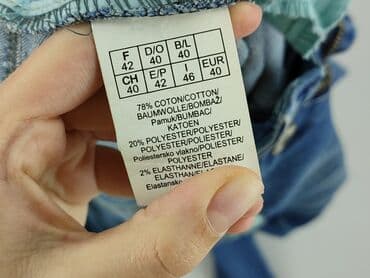 F 42 D/O 40 B/L 40
CH 40 E/P 42 I 46 EUR 40
78% COTON/COTTON/
BAUMWOLLE/BOMBAŽ/
Pamuk/BUMBAC/
KATOEN
20% POLYESTER/POLYESTER/
POLYESTER/POLIESTER/
Poliestersko vlakno/POLIESTER/
POLYESTER
2% ELASTHANNE/ELASTANE/
ELASTHAN/ELASTAN/
Elastansko